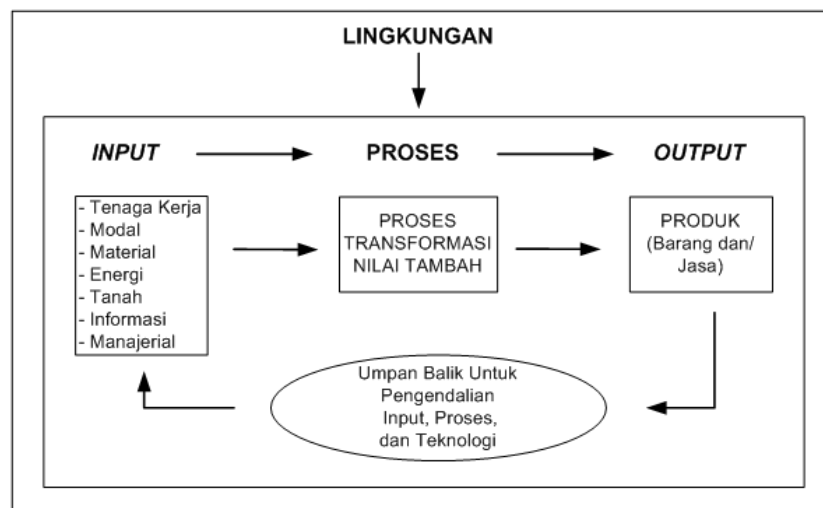 LINGKUNGAN
INPUT
PROSES
OUTPUT
- Tenaga Kerja
- Modal
- Material
- Energi
- Tanah
- Informasi
- Manajerial
PROSES
TRANSFORMASI
NILAI TAMBAH
PRODUK
(Barang dan/
Jasa)
Umpan Balik Untuk
Pengendalian
Input, Proses,
dan Teknologi